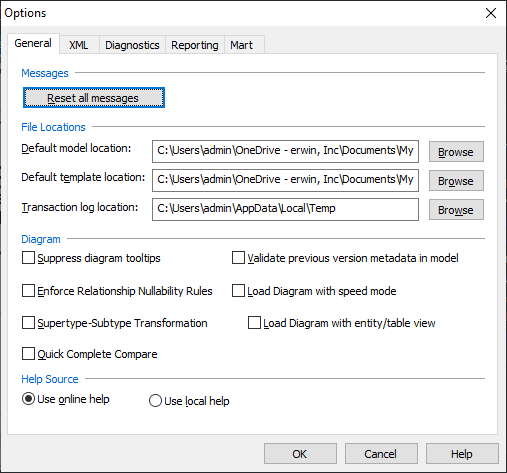 Options
General XML Diagnostics Reporting Mart
Messages
Reset all messages
File Locations
Default model location: C:\Users\admin\OneDrive - erwin, Inc\Documents\My Browse
Default template location: C:\Users\admin\OneDrive - erwin, Inc\Documents\My Browse
Transaction log location: C:\Users\admin\AppData\Local\Temp Browse
Diagram
Suppress diagram tooltips Validate previous version metadata in model
Enforce Relationship Nullability Rules Load Diagram with speed mode
Supertype-Subtype Transformation Load Diagram with entity/table view
Quick Complete Compare
Help Source
Use online help Use local help
OK Cancel Help